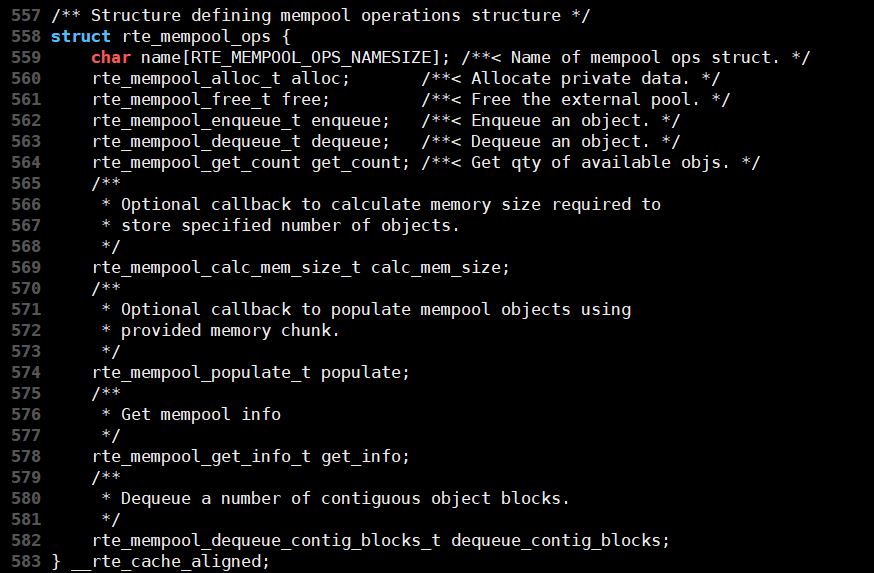 557 /** Structure defining mempool operations structure */
558 struct rte_mempool_ops {
559     char name[RTE_MEMPOOL_OPS_NAMESIZE]; /**< Name of mempool ops struct. */
560     rte_mempool_alloc_t alloc;       /**< Allocate private data. */
561     rte_mempool_free_t free;         /**< Free the external pool. */
562     rte_mempool_enqueue_t enqueue;   /**< Enqueue an object. */
563     rte_mempool_dequeue_t dequeue;   /**< Dequeue an object. */
564     rte_mempool_get_count get_count; /**< Get qty of available objs. */
565     /**
566      * Optional callback to calculate memory size required to
567      * store specified number of objects.
568      */
569     rte_mempool_calc_mem_size_t calc_mem_size;
570     /**
571      * Optional callback to populate mempool objects using
572      * provided memory chunk.
573      */
574     rte_mempool_populate_t populate;
575     /**
576      * Get mempool info
577      */
578     rte_mempool_get_info_t get_info;
579     /**
580      * Dequeue a number of contiguous object blocks.
581      */
582     rte_mempool_dequeue_contig_blocks_t dequeue_contig_blocks;
583 } __rte_cache_aligned;